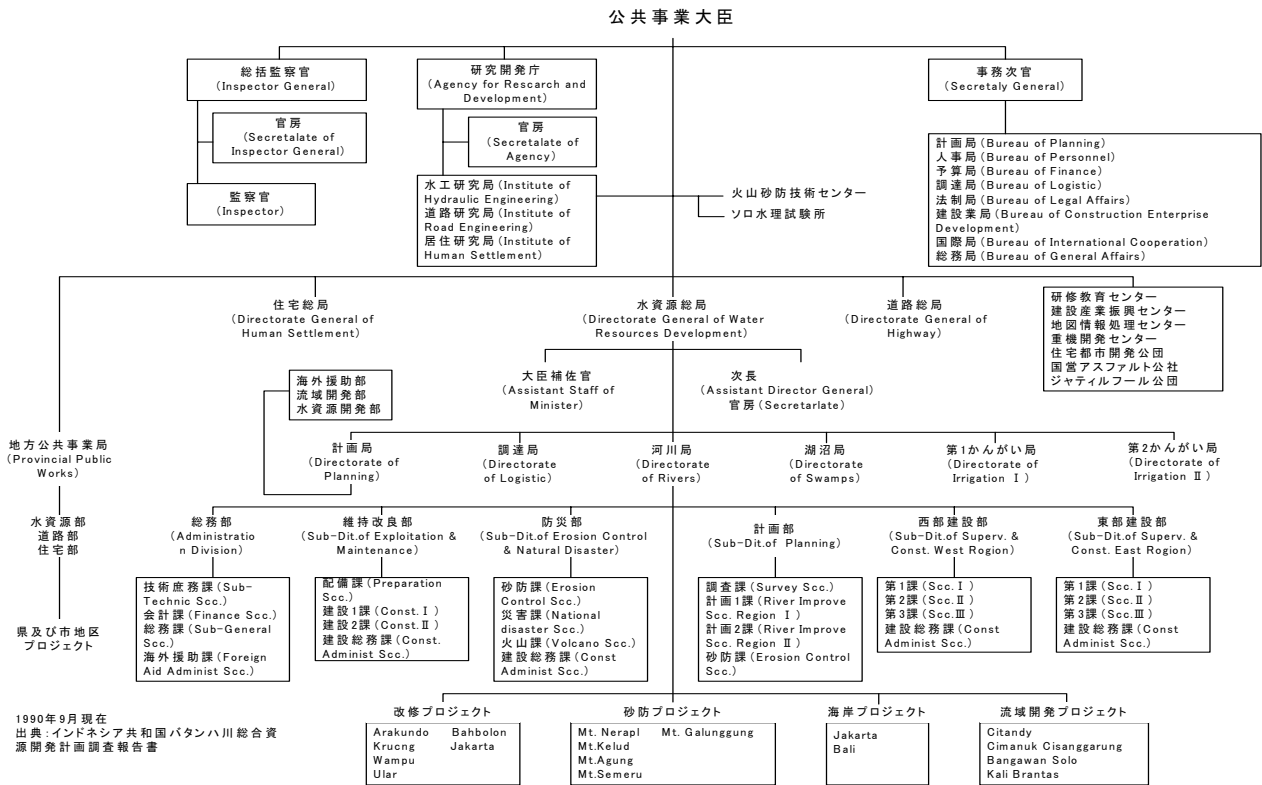 公共事業大臣
総括監察官
(Inspector General)
官房
(Secretalate of
Inspector General)
監察官
(Inspector)
研究開発庁
(Agency for Rescarch and
Development)
官房
(Secretalate of
Agency)
水工研究局(Institute of
Hydraulic Engineering)
道路研究局(Institute of
Road Engineering)
居住研究局(Institute of
Human Settlement)
火山砂防技術センター
ソロ水理試験所
事務次官
(Secretaly General)
計画局(Bureau of Planning)
人事局(Bureau of Personnel)
予算局(Bureau of Finance)
調達局(Bureau of Logistic)
法制局(Bureau of Legal Affairs)
建設業局(Bureau of Construction Enterprise
Development)
国際局(Bureau of International Cooperation)
総務局(Bureau of General Affairs)
住宅総局
(Directorate General of
Human Settlement)
水資源総局
(Directorate General of Water
Resources Development)
道路総局
(Directorate General of
Highway)
研修教育センター
建設産業振興センター
地図情報処理センター
重機開発センター
住宅都市開発公団
国営アスファルト公社
ジャティルフール公団
大臣補佐官
(Assistant Staff of
Minister)
次長
(Assistant Director General)
官房(Secretarlate)
海外援助部
流域開発部
水資源開発部
地方公共事業局
(Provincial Public
Works)
計画局
(Directorate of
Planning)
調達局
(Directorate
of Logistic)
河川局
(Directorate
of Rivers)
湖沼局
(Directorate
of Swamps)
第1かんがい局
(Directorate of
Irrigation Ⅰ)
第2かんがい局
(Directorate of
Irrigation Ⅱ)
水資源部
道路部
住宅部
総務部
(Administratio
n Division)
維持改良部
(Sub-Dit.of Exploitation &
Maintenance)
防災部
(Sub-Dit.of Erosion Control
& Natural Disaster)
計画部
(Sub-Dit.of Planning)
西部建設部
(Sub-Dit.of Superv. &
Const. West Rogion)
東部建設部
(Sub-Dit.of Superv. &
Const. East Rogion)
県及び市地区
プロジェクト
技術庶務課(Sub-
Technic Scc.)
会計課(Finance Scc.)
総務課(Sub-General
Scc.)
海外援助課(Foreign
Aid Administ Scc.)
配備課(Preparation
Scc.)
建設1課(Const.Ⅰ)
建設2課(Const.Ⅱ)
建設総務課(Const.
Administ Scc.)
砂防課(Erosion
Control Scc.)
災害課(National
disaster Scc.)
火山課(Volcano Scc.)
建設総務課(Const
Administ Scc.)
調査課(Survey Scc.)
計画1課(River Improve
Scc. Region Ⅰ)
計画2課(River Improve
Scc. Region Ⅱ)
砂防課(Erosion Control
Scc.)
第1課(Scc.Ⅰ)
第2課(Scc.Ⅱ)
第3課(Scc.Ⅲ)
建設総務課(Const
Administ Scc.)
第1課(Scc.Ⅰ)
第2課(Scc.Ⅱ)
第3課(Scc.Ⅲ)
建設総務課(Const
Administ Scc.)
改修プロジェクト
Arakundo Bahbolon
Krucng Jakarta
Wampu
Ular
砂防プロジェクト
Mt. Nerapl Mt. Galunggung
Mt.Kelud
Mt.Agung
Mt.Semeru
海岸プロジェクト
Jakarta
Bali
流域開発プロジェクト
Citandy
Cimanuk Cisanggarung
Bangawan Solo
Kali Brantas
1990年9月現在
出典:インドネシア共和国バタンハ川総合資
源開発計画調査報告書